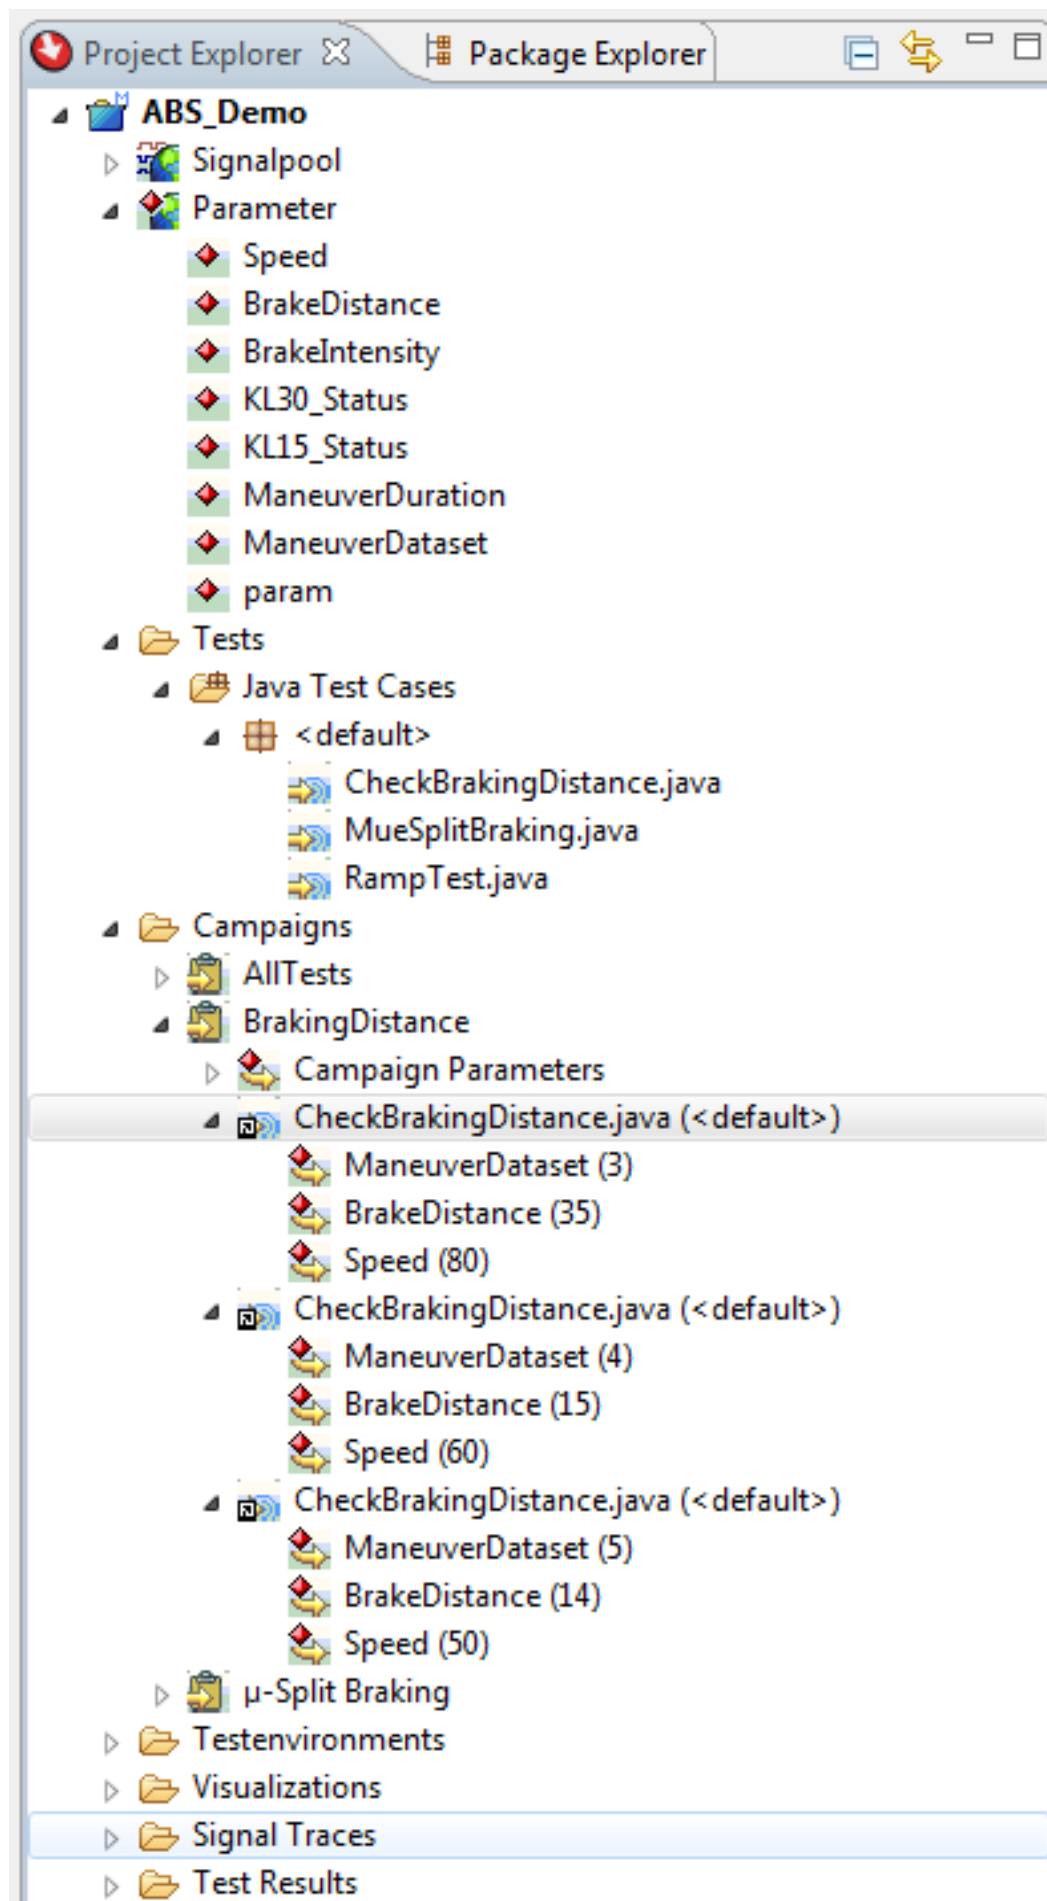 Project Explorer Package Explorer
ABS_Demo
Signalpool
Parameter
Speed
BrakeDistance
BrakeIntensity
KL30_Status
KL15_Status
ManeuverDuration
ManeuverDataset
param
Tests
Java Test Cases
<default>
CheckBrakingDistance.java
MueSplitBraking.java
RampTest.java
Campaigns
AllTests
BrakingDistance
Campaign Parameters
CheckBrakingDistance.java (<default>)
ManeuverDataset (3)
BrakeDistance (35)
Speed (80)
CheckBrakingDistance.java (<default>)
ManeuverDataset (4)
BrakeDistance (15)
Speed (60)
CheckBrakingDistance.java (<default>)
ManeuverDataset (5)
BrakeDistance (14)
Speed (50)
µ-Split Braking
Testenvironments
Visualizations
Signal Traces
Test Results